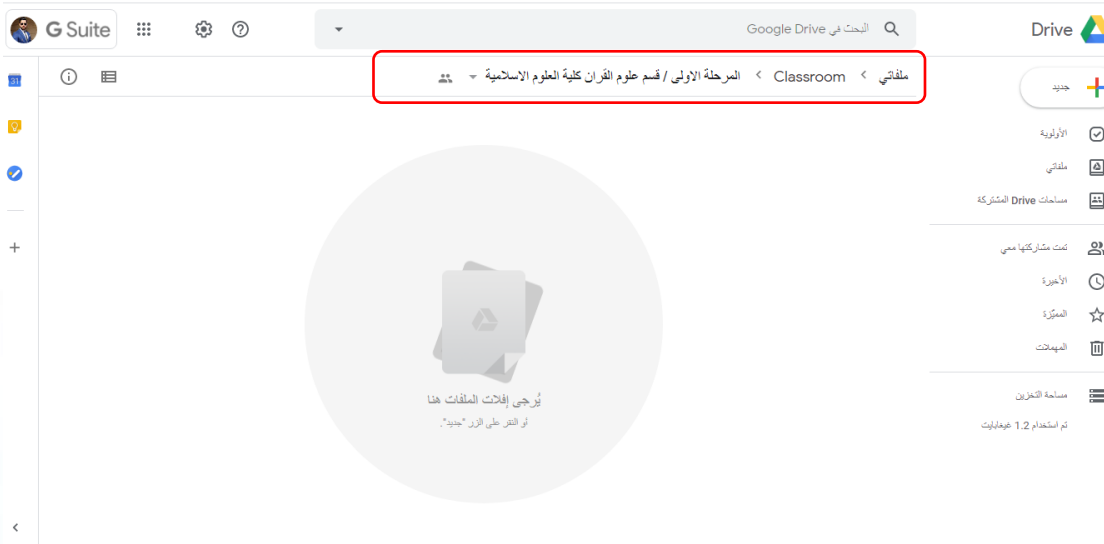 Drive
البحث في Google Drive
G Suite
ملفاتي > Classroom > المرحلة الاولى / قسم علوم القران كلية العلوم الاسلامية
جديد
الأولوية
ملفاتي
مساحات Drive المشتركة
تمت مشاركتها معي
الأخيرة
المميّزة
المهملات
مساحة التخزين
تم استخدام 1.2 غيغابايت
يُرجى إفلات الملفات هنا
أو النقر على الزر "جديد".
31